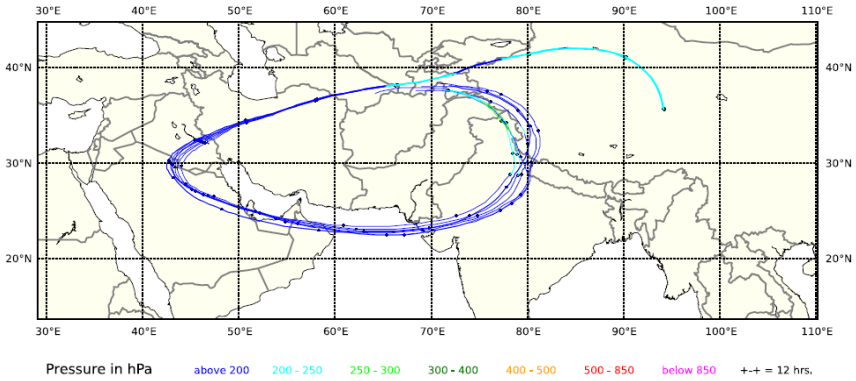 30°E 40°E 50°E 60°E 70°E 80°E 90°E 100°E 110°E
40°N 40°N
30°N 30°N
20°N 20°N
30°E 40°E 50°E 60°E 70°E 80°E 90°E 100°E 110°E
Pressure in hPa above 200 200 - 250 250 - 300 300 - 400 400 - 500 500 - 850 below 850 +-+ = 12 hrs.